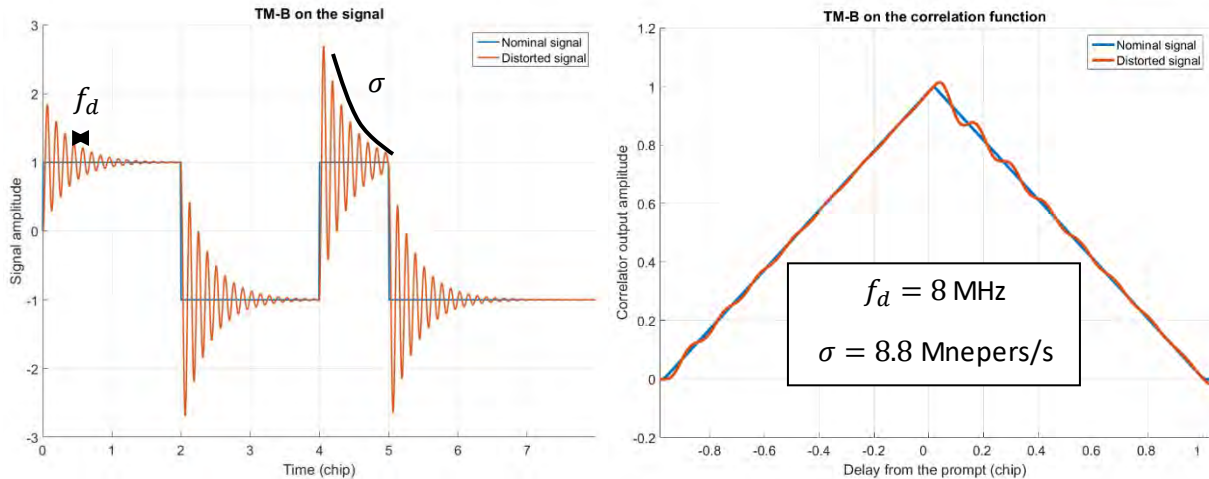 TM-B on the signal
3
2
1
0
-1
-2
-3
0
1
2
3
4
5
6
7
Signal amplitude
Time (chip)
Nominal signal
Distorted signal
f_d
σ
TM-B on the correlation function
1.2
1
0.8
0.6
0.4
0.2
0
-0.2
-0.8
-0.6
-0.4
-0.2
0
0.2
0.4
0.6
0.8
1
Correlator output amplitude
Delay from the prompt (chip)
Nominal signal
Distorted signal
f_d = 8 MHz
σ = 8.8 Mnepers/s